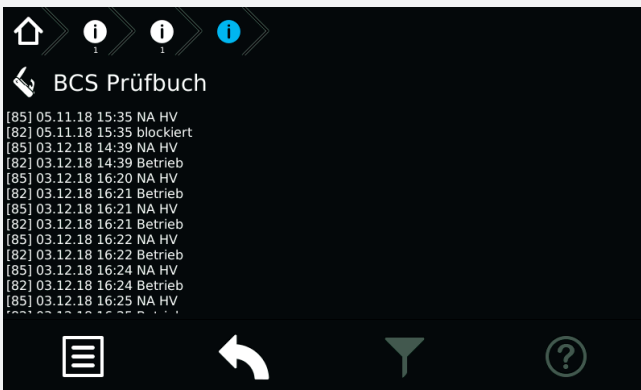 1 1
BCS Prüfbuch
[85] 05.11.18 15:35 NA HV
[82] 05.11.18 15:35 blockiert
[85] 03.12.18 14:39 NA HV
[82] 03.12.18 14:39 Betrieb
[85] 03.12.18 16:20 NA HV
[82] 03.12.18 16:21 Betrieb
[85] 03.12.18 16:21 NA HV
[82] 03.12.18 16:21 Betrieb
[85] 03.12.18 16:22 NA HV
[82] 03.12.18 16:22 Betrieb
[85] 03.12.18 16:24 NA HV
[82] 03.12.18 16:24 Betrieb
[85] 03.12.18 16:25 NA HV